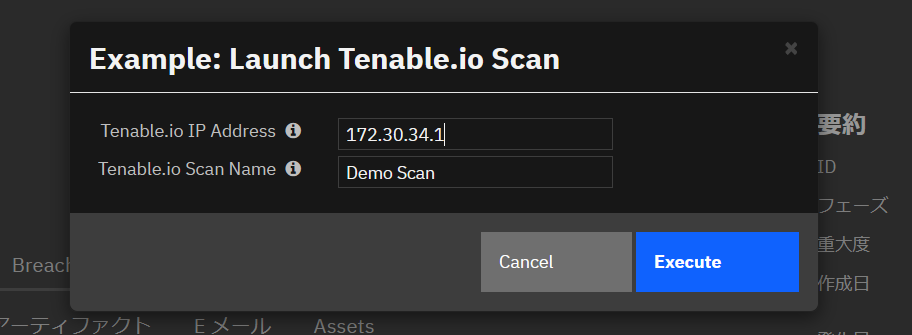 Example: Launch Tenable.io Scan
Tenable.io IP Address 172.30.34.1
Tenable.io Scan Name Demo Scan
Cancel Execute
要約
ID
フェーズ
重大度
作成日
Breach
アーティファクト E メール Assets